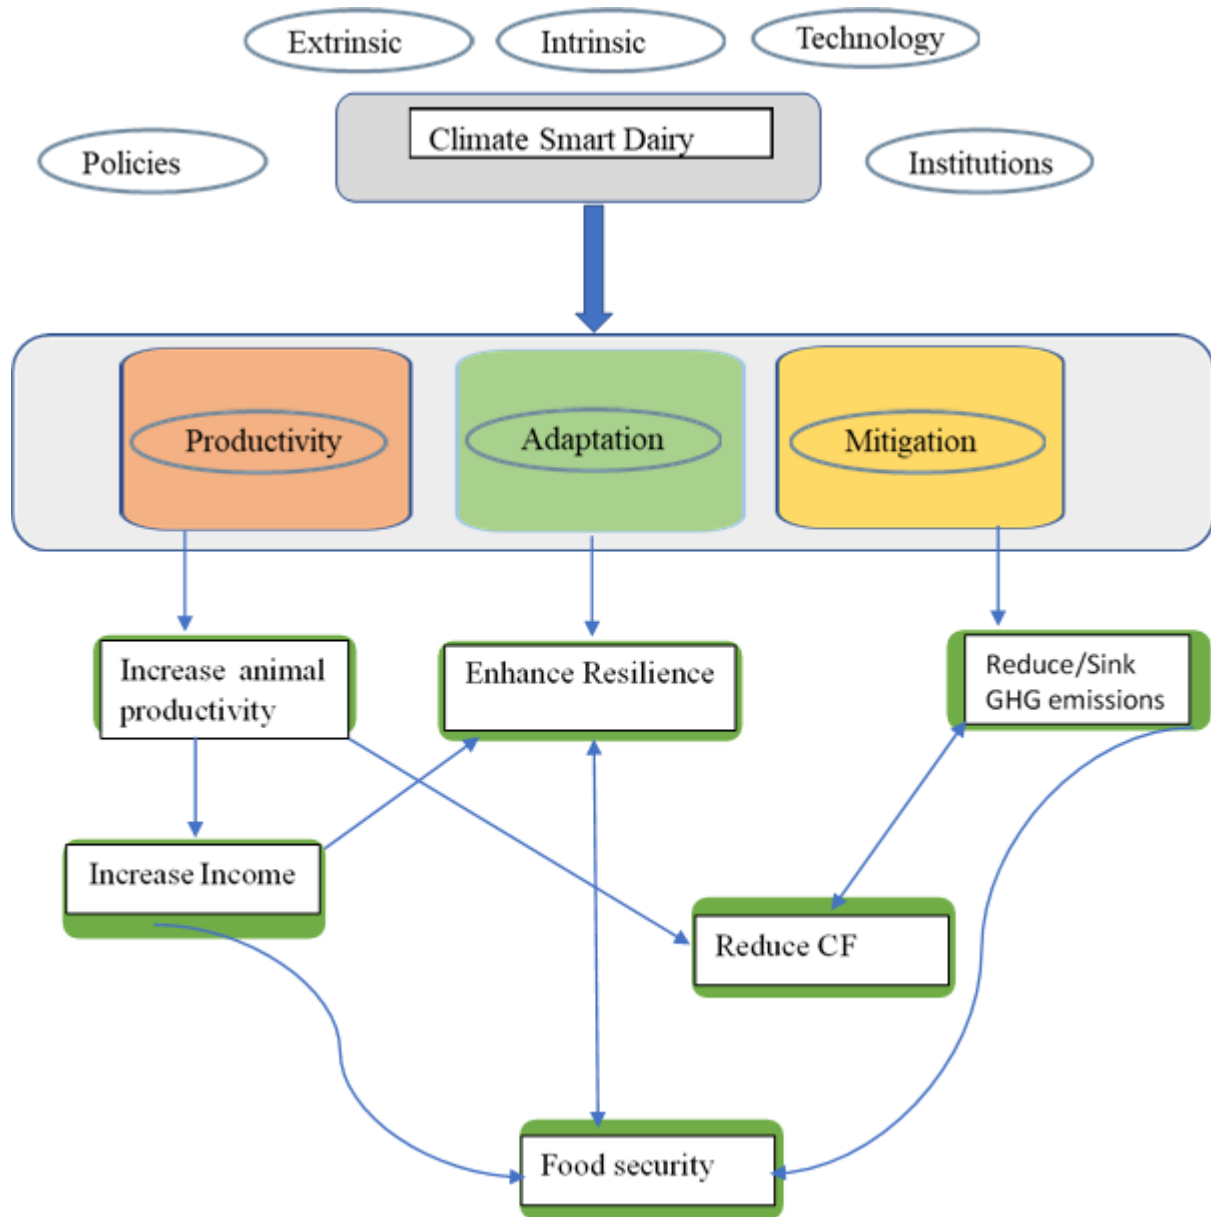 Extrinsic
Intrinsic
Technology
Policies
Climate Smart Dairy
Institutions
Productivity
Adaptation
Mitigation
Increase animal
productivity
Enhance Resilience
Reduce/Sink
GHG emissions
Increase Income
Reduce CF
Food security